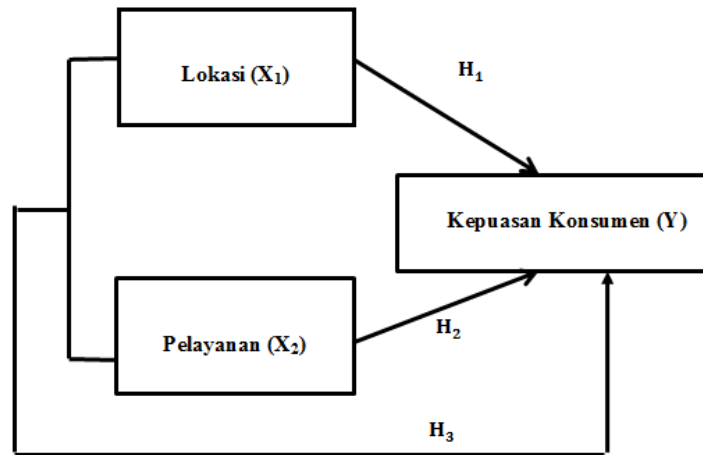 Lokasi (X₁)
H₁
Kepuasan Konsumen (Y)
Pelayanan (X₂)
H₂
H₃